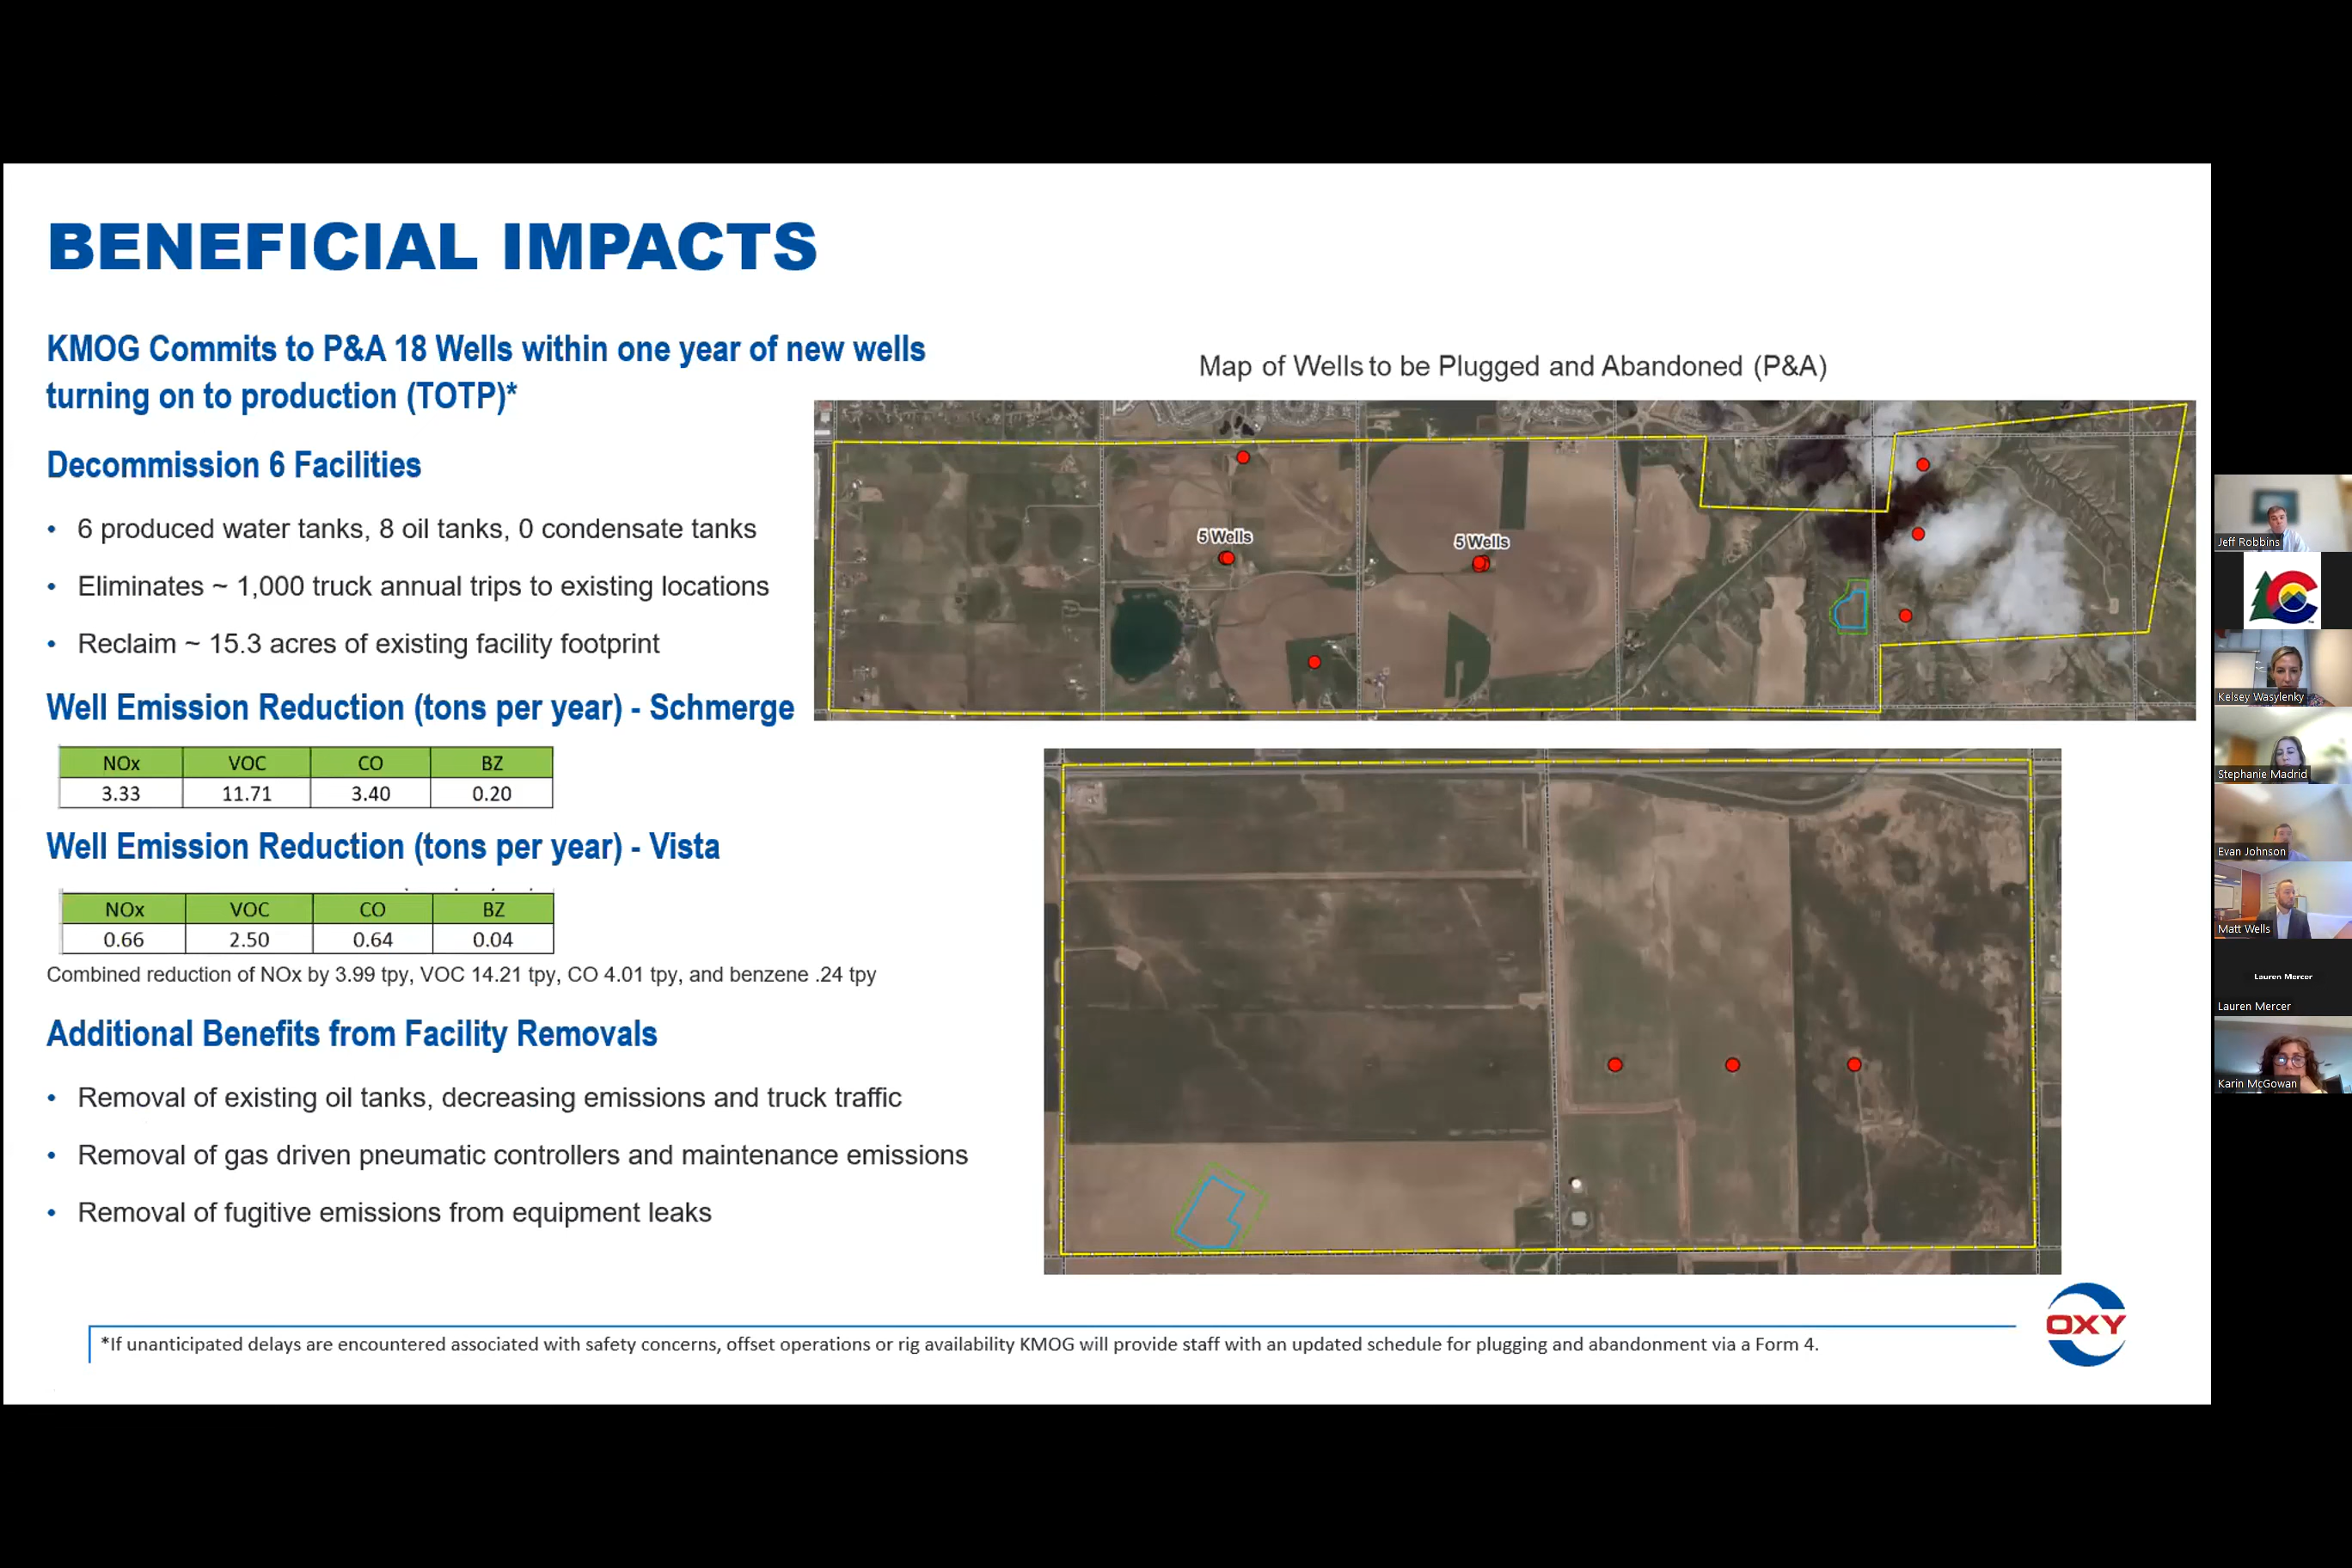 BENEFICIAL IMPACTS
KMOG Commits to P&A 18 Wells within one year of new wells
turning on to production (TOTP)*
Decommission 6 Facilities
• 6 produced water tanks, 8 oil tanks, 0 condensate tanks
• Eliminates ~ 1,000 truck annual trips to existing locations
• Reclaim ~ 15.3 acres of existing facility footprint
Well Emission Reduction (tons per year) - Schmerge
NOx VOC CO BZ
3.33 11.71 3.40 0.20
Well Emission Reduction (tons per year) - Vista
NOx VOC CO BZ
0.66 2.50 0.64 0.04
Combined reduction of NOx by 3.99 tpy, VOC 14.21 tpy, CO 4.01 tpy, and benzene .24 tpy
Additional Benefits from Facility Removals
• Removal of existing oil tanks, decreasing emissions and truck traffic
• Removal of gas driven pneumatic controllers and maintenance emissions
• Removal of fugitive emissions from equipment leaks
Map of Wells to be Plugged and Abandoned (P&A)
5 Wells
5 Wells
*If unanticipated delays are encountered associated with safety concerns, offset operations or rig availability KMOG will provide staff with an updated schedule for plugging and abandonment via a Form 4.
OXY
Jeff Robbins
Kelsey Wasylenky
Stephanie Madrid
Evan Johnson
Matt Wells
Lauren Mercer
Lauren Mercer
Karin McGowan